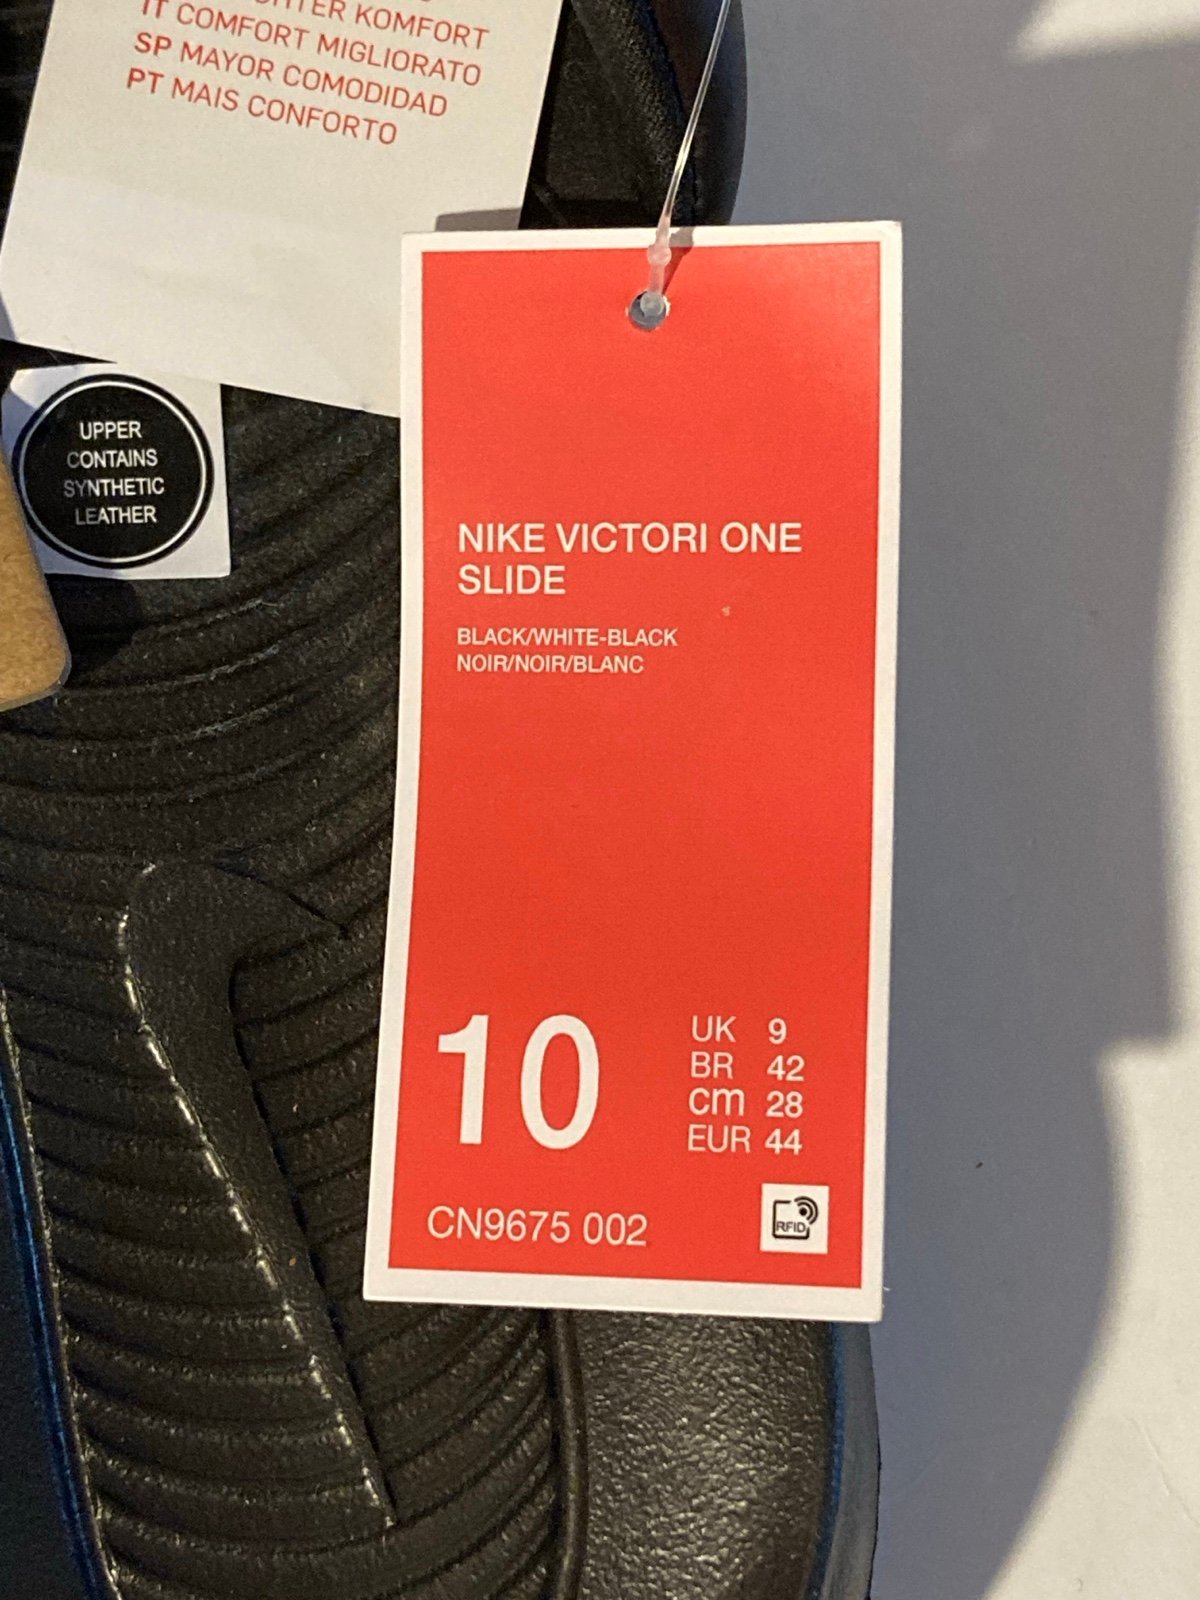 KOMFORT
IT COMFORT MIGLIORATO
SP MAYOR COMODIDAD
PT MAIS CONFORTO
UPPER
CONTAINS
SYNTHETIC
LEATHER
NIKE VICTORI ONE
SLIDE
BLACK/WHITE-BLACK
NOIR/NOIR/BLANC
10
UK 9
BR 42
cm 28
EUR 44
CN9675 002
RFID